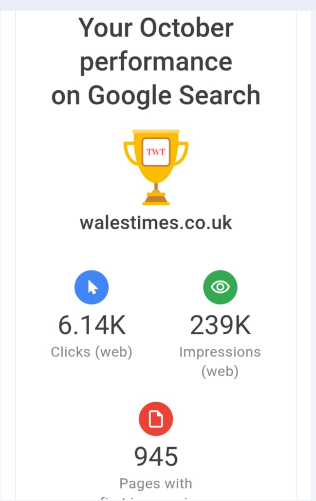 Your October
performance
on Google Search
TWT
walestimes.co.uk
6.14K
Clicks (web)
239K
Impressions
(web)
945
Pages with